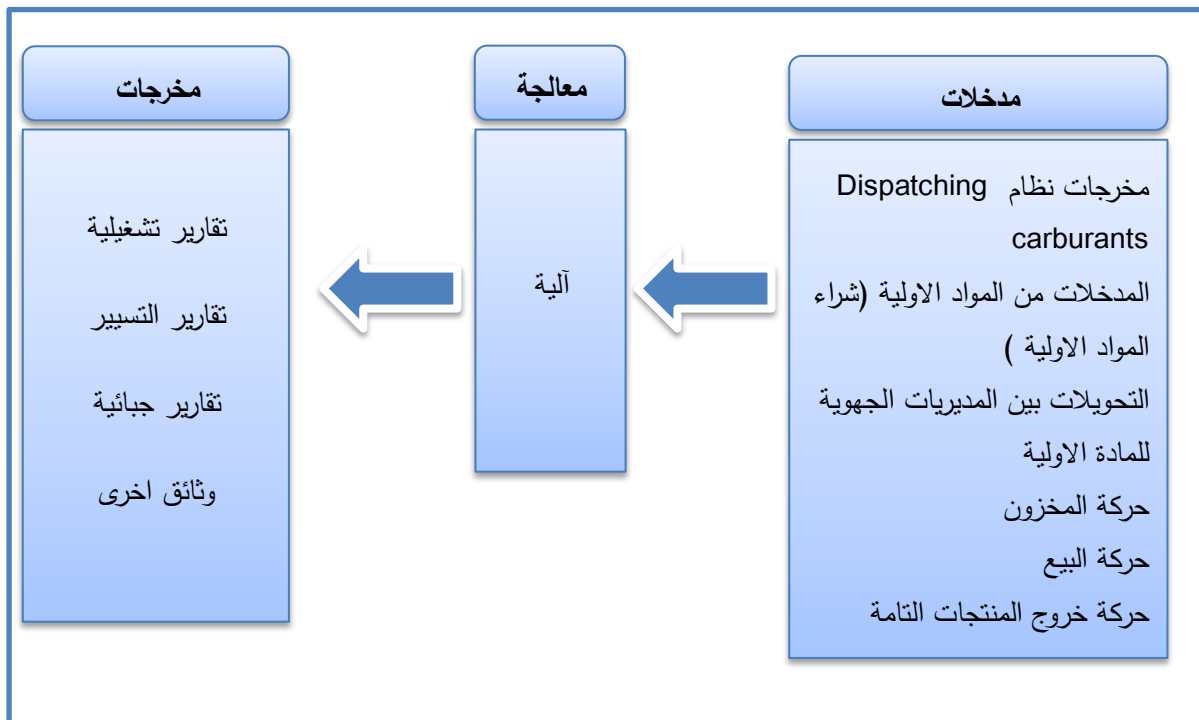 مدخلات
مخرجات نظام Dispatching
carburants
المدخلات من المواد الاولية (شراء
المواد الاولية )
التحويلات بين المديريات الجهوية
للمادة الاولية
حركة المخزون
حركة البيع
حركة خروج المنتجات التامة
معالجة
آلية
مخرجات
تقارير تشغيلية
تقارير التسيير
تقارير جبائية
وثائق اخرى